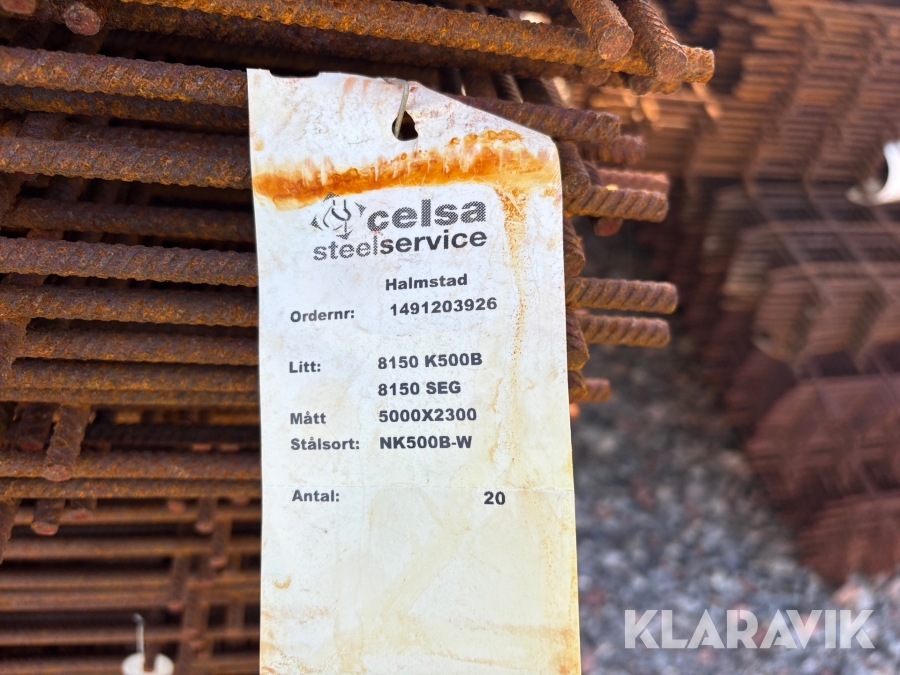 celsa
steelservice
Halmstad
Ordernr: 1491203926
Litt: 8150 K500B
8150 SEG
Mått 5000X2300
Stålsort: NK500B-W
Antal: 20
KLARAVIK